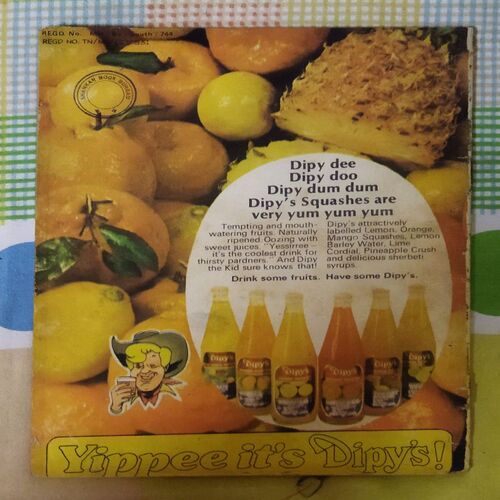 REGD. No.
REGD NO. TN/
Dipy dee
Dipy doo
Dipy dum dum
Dipy's Squashes are
very yum yum yum
Tempting and mouth-
watering fruits. Naturally
ripened. Oozing with
sweet juices. "Yessirree –
it's the coolest drink for
thirsty pardners." And Dipy
the Kid sure knows that!
Dipy's attractively
labelled Lemon, Orange,
Mango Squashes, Lemon
Barley Water, Lime
Cordial, Pineapple Crush
and delicious sherbett
syrups.
Drink some fruits. Have some Dipy's.
Dipy's
Dipy's
Dipy's
Dipy's
Yippee it's Dipy's!